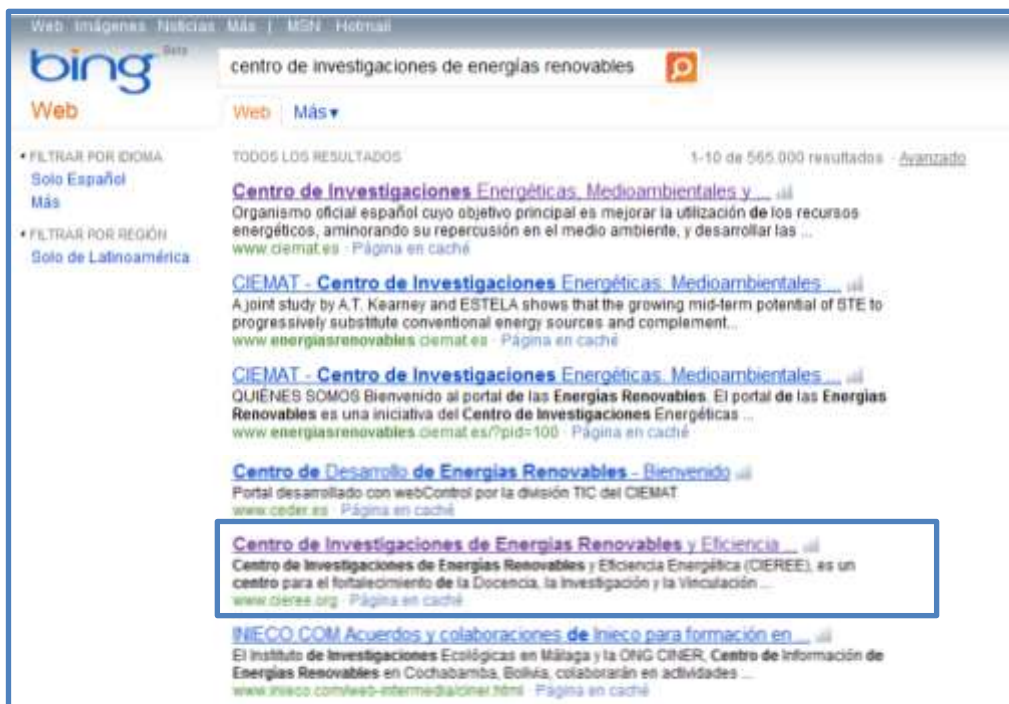 Web Imágenes Noticias Más | MSN Hotmail
bing Beta
centro de investigaciones de energías renovables
Web
Web Más
FILTRAR POR IDIOMA
Solo Español
Más
FILTRAR POR REGIÓN
Solo de Latinoamérica
TODOS LOS RESULTADOS 1-10 de 565.000 resultados · Avanzado
Centro de Investigaciones Energéticas, Medioambientales y ...
Organismo oficial español cuyo objetivo principal es mejorar la utilización de los recursos
energéticos, aminorando su repercusión en el medio ambiente, y desarrollar las ...
www.ciemat.es · Página en caché
CIEMAT - Centro de Investigaciones Energéticas, Medioambientales ...
A joint study by A.T. Kearney and ESTELA shows that the growing mid-term potential of STE to
progressively substitute conventional energy sources and complement...
www.energiasrenovables.ciemat.es · Página en caché
CIEMAT - Centro de Investigaciones Energéticas, Medioambientales ...
QUIÉNES SOMOS Bienvenido al portal de las Energías Renovables. El portal de las Energías
Renovables es una iniciativa del Centro de Investigaciones Energéticas ...
www.energiasrenovables.ciemat.es/?pid=100 · Página en caché
Centro de Desarrollo de Energías Renovables - Bienvenido
Portal desarrollado con webControl por la división TIC del CIEMAT
www.ceder.es · Página en caché
Centro de Investigaciones de Energías Renovables y Eficiencia ...
Centro de Investigaciones de Energías Renovables y Eficiencia Energética (CIEREE), es un
centro para el fortalecimiento de la Docencia, la Investigación y la Vinculación ...
www.cieree.org · Página en caché
INIECO.COM Acuerdos y colaboraciones de Inieco para formación en ...
El Instituto de Investigaciones Ecológicas en Málaga y la ONG CINER, Centro de Información de
Energías Renovables en Cochabamba, Bolivia, colaborarán en actividades ...
www.inieco.com/web-intermedia/ciner.html · Página en caché